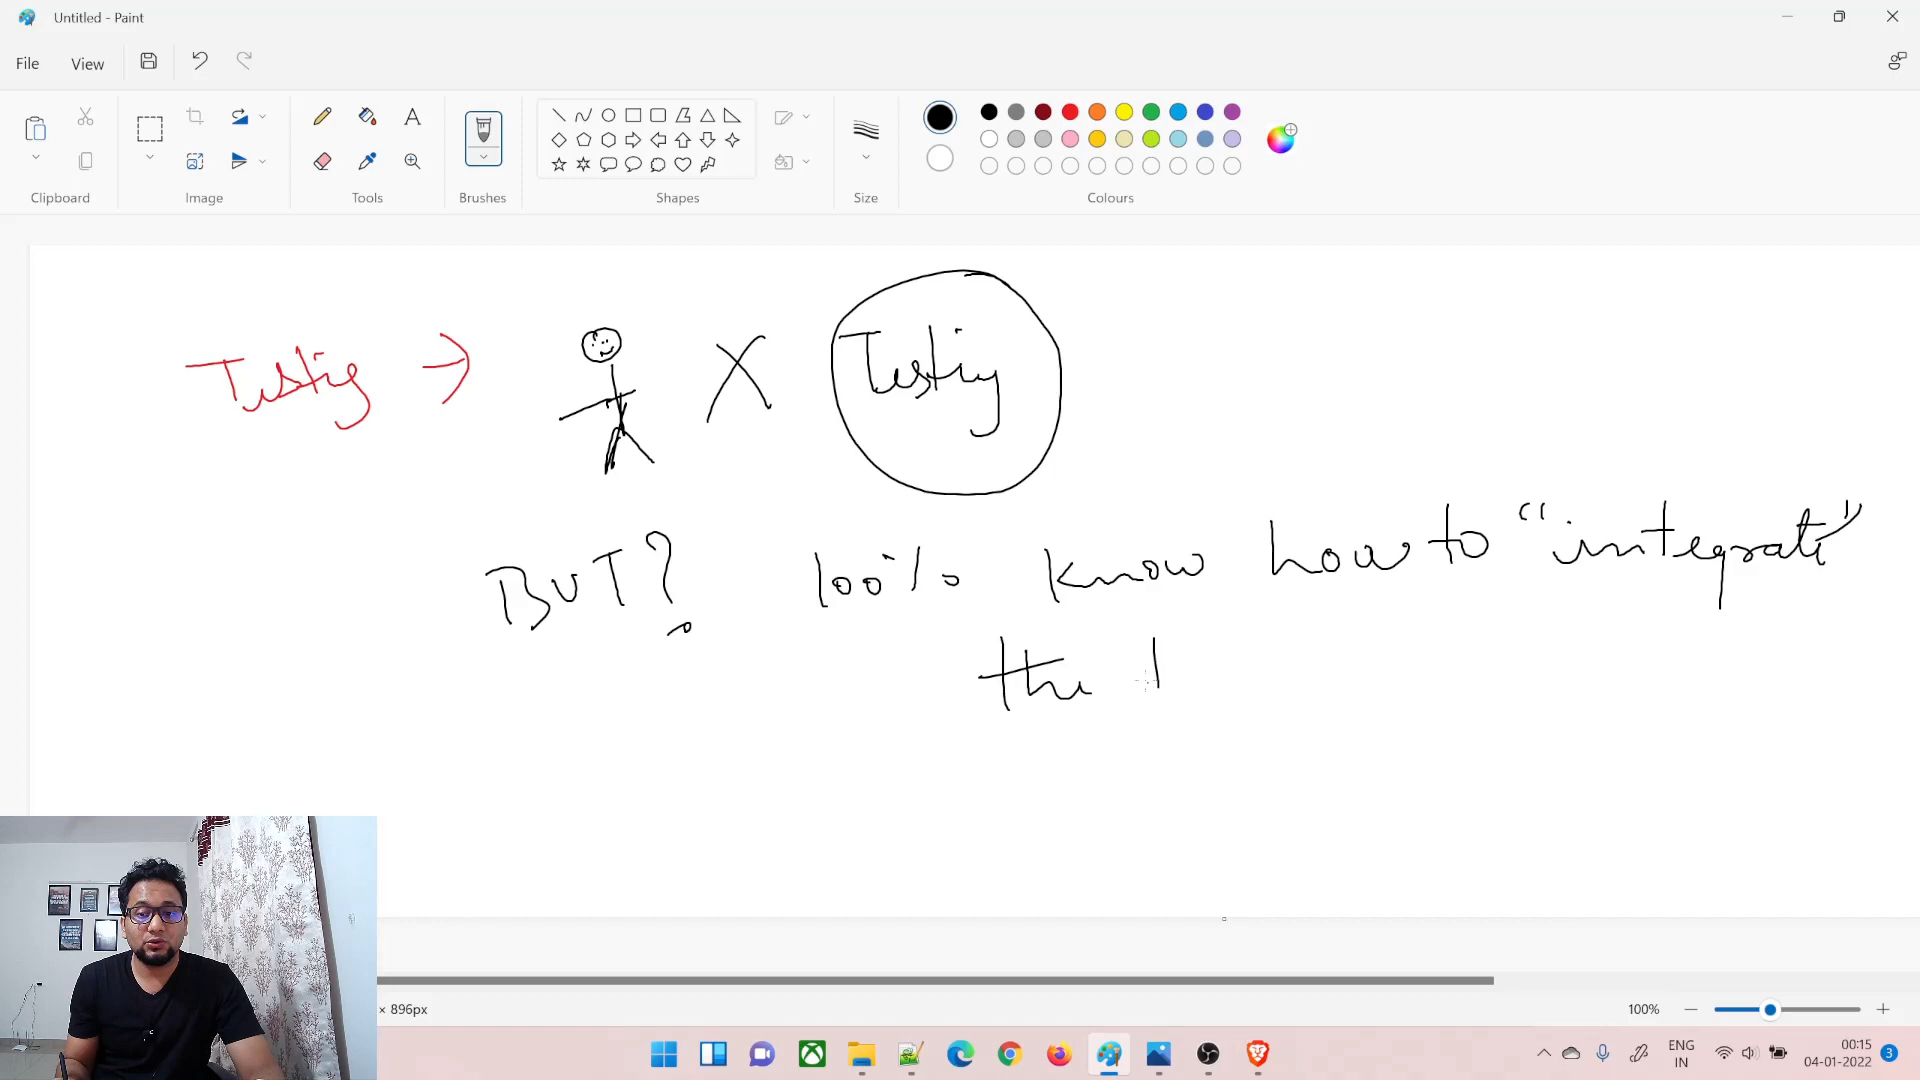 Untitled - Paint
File View
Clipboard Image Tools Brushes Shapes Size Colours
Testing → X Testing
BUT? 100% know how to "integrate"
the
× 896px 100%
ENG 00:15
IN 04-01-2022 3